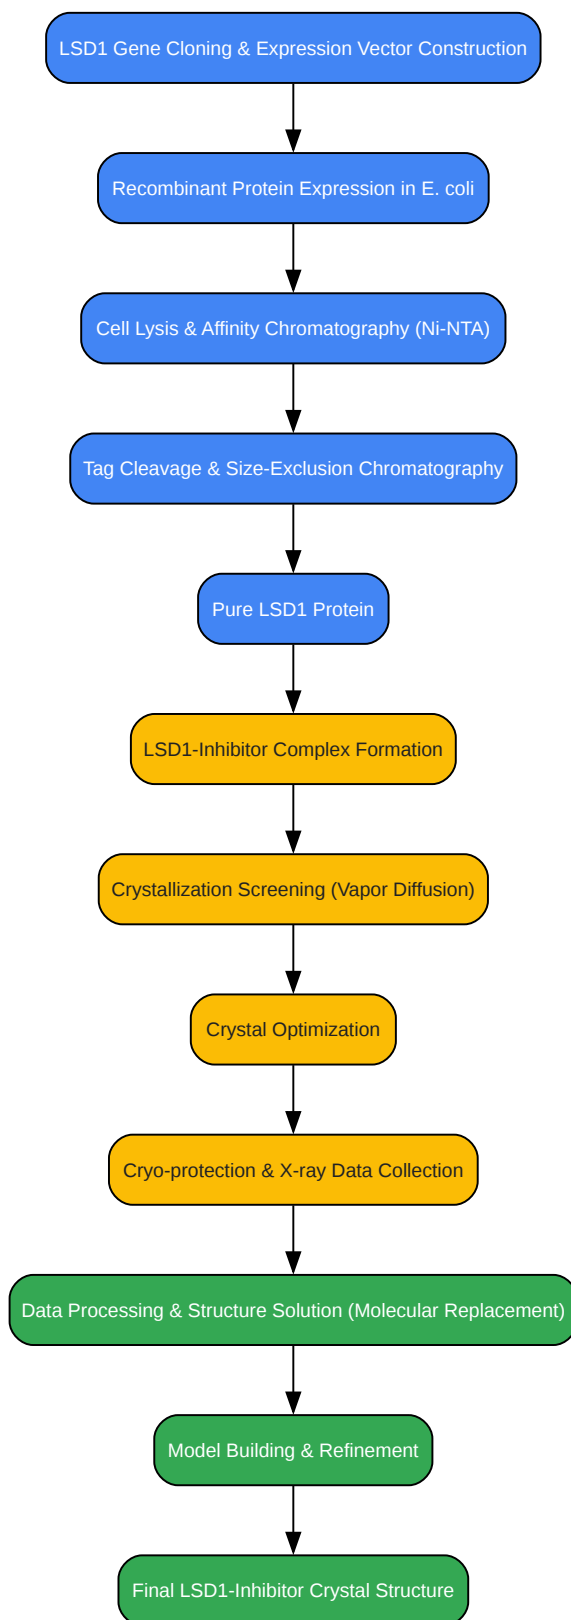 LSD1 Gene Cloning & Expression Vector Construction
Recombinant Protein Expression in E. coli
Cell Lysis & Affinity Chromatography (Ni-NTA)
Tag Cleavage & Size-Exclusion Chromatography
Pure LSD1 Protein
LSD1-Inhibitor Complex Formation
Crystallization Screening (Vapor Diffusion)
Crystal Optimization
Cryo-protection & X-ray Data Collection
Data Processing & Structure Solution (Molecular Replacement)
Model Building & Refinement
Final LSD1-Inhibitor Crystal Structure